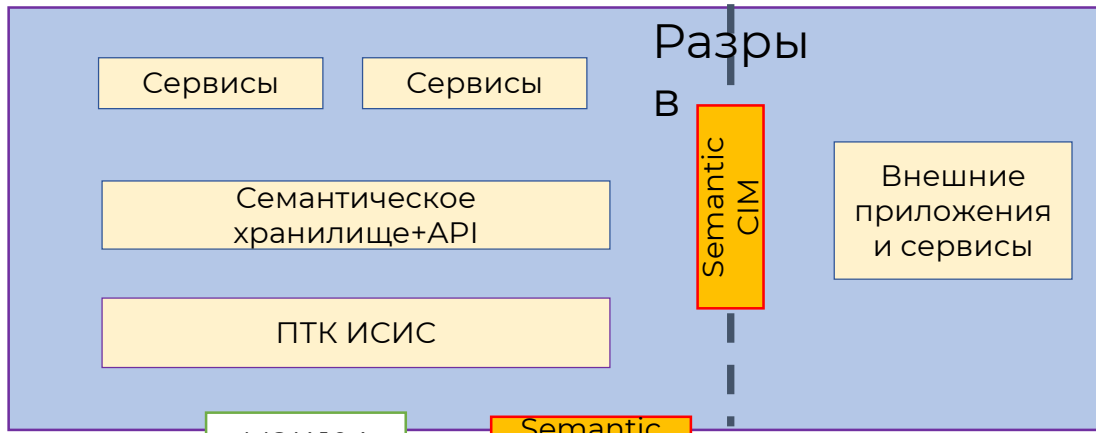 Разры
в
Сервисы
Сервисы
Semantic
CIM
Внешние
приложения
и сервисы
Семантическое
хранилище+API
ПТК ИСИС
Semantic